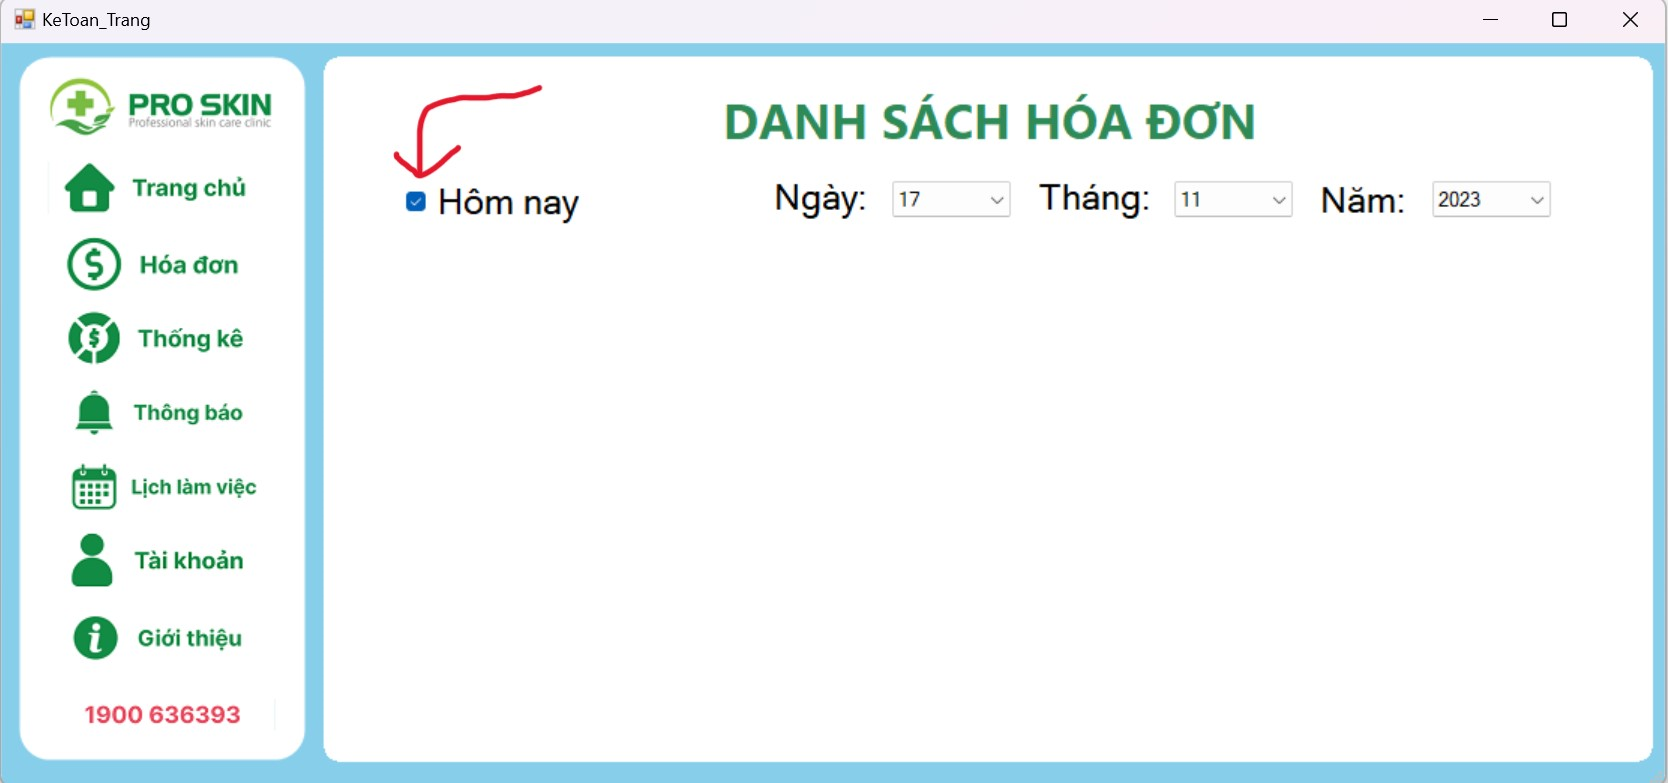 KeToan_Trang
PRO SKIN
Professional skin care clinic
Trang chủ
Hóa đơn
Thống kê
Thông báo
Lịch làm việc
Tài khoản
Giới thiệu
1900 636393
DANH SÁCH HÓA ĐƠN
Hôm nay Ngày: 17 Tháng: 11 Năm: 2023